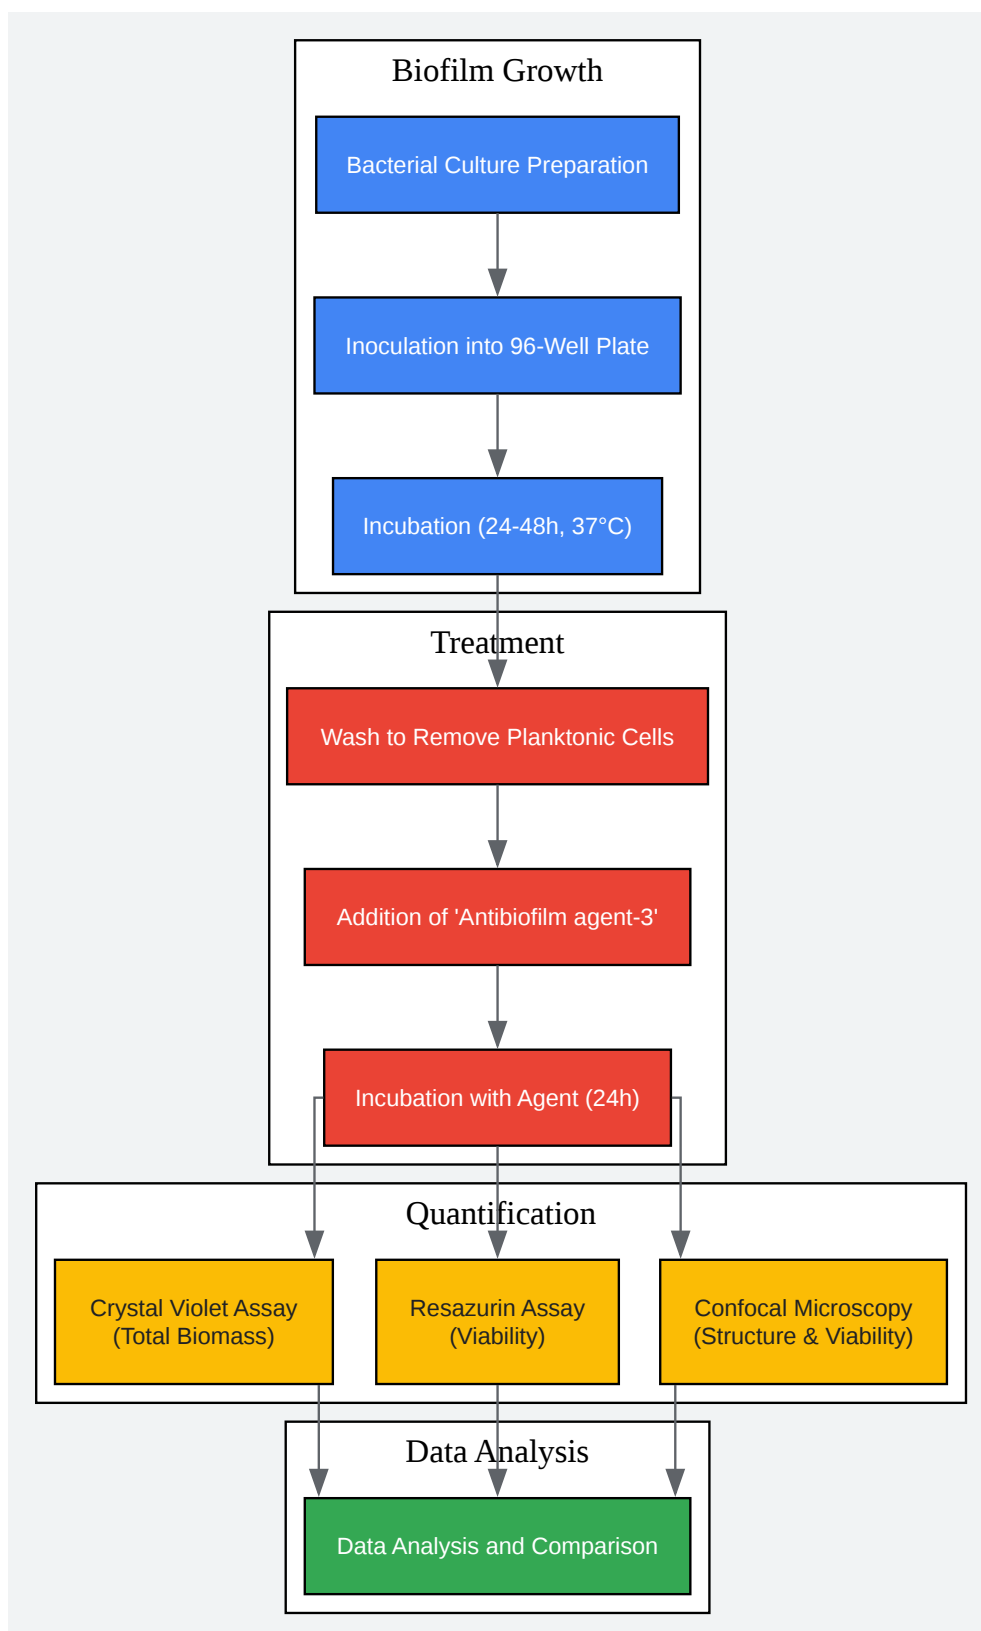 Biofilm Growth
Bacterial Culture Preparation
Inoculation into 96-Well Plate
Incubation (24-48h, 37°C)
Treatment
Wash to Remove Planktonic Cells
Addition of 'Antibiofilm agent-3'
Incubation with Agent (24h)
Quantification
Crystal Violet Assay
(Total Biomass)
Resazurin Assay
(Viability)
Confocal Microscopy
(Structure & Viability)
Data Analysis
Data Analysis and Comparison